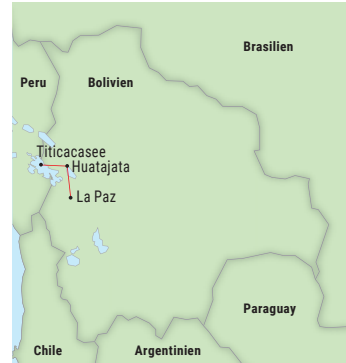 Brasilien
Peru
Bolivien
Titicacasee
Huatajata
La Paz
Paraguay
Chile
Argentinien